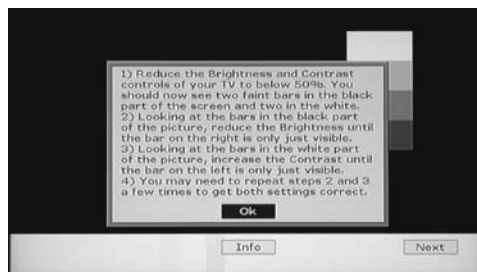 1) Reduce the Brightness and Contrast
controls of your TV to below 50%. You
should now see two faint bars in the black
part of the screen and two in the white.
2) Looking at the bars in the black part
of the picture, reduce the Brightness until
the bar on the right is only just visible.
3) Looking at the bars in the white part
of the picture, increase the Contrast until
the bar on the left is only just visible.
4) You may need to repeat steps 2 and 3
a few times to get both settings correct.
Ok
Info
Next